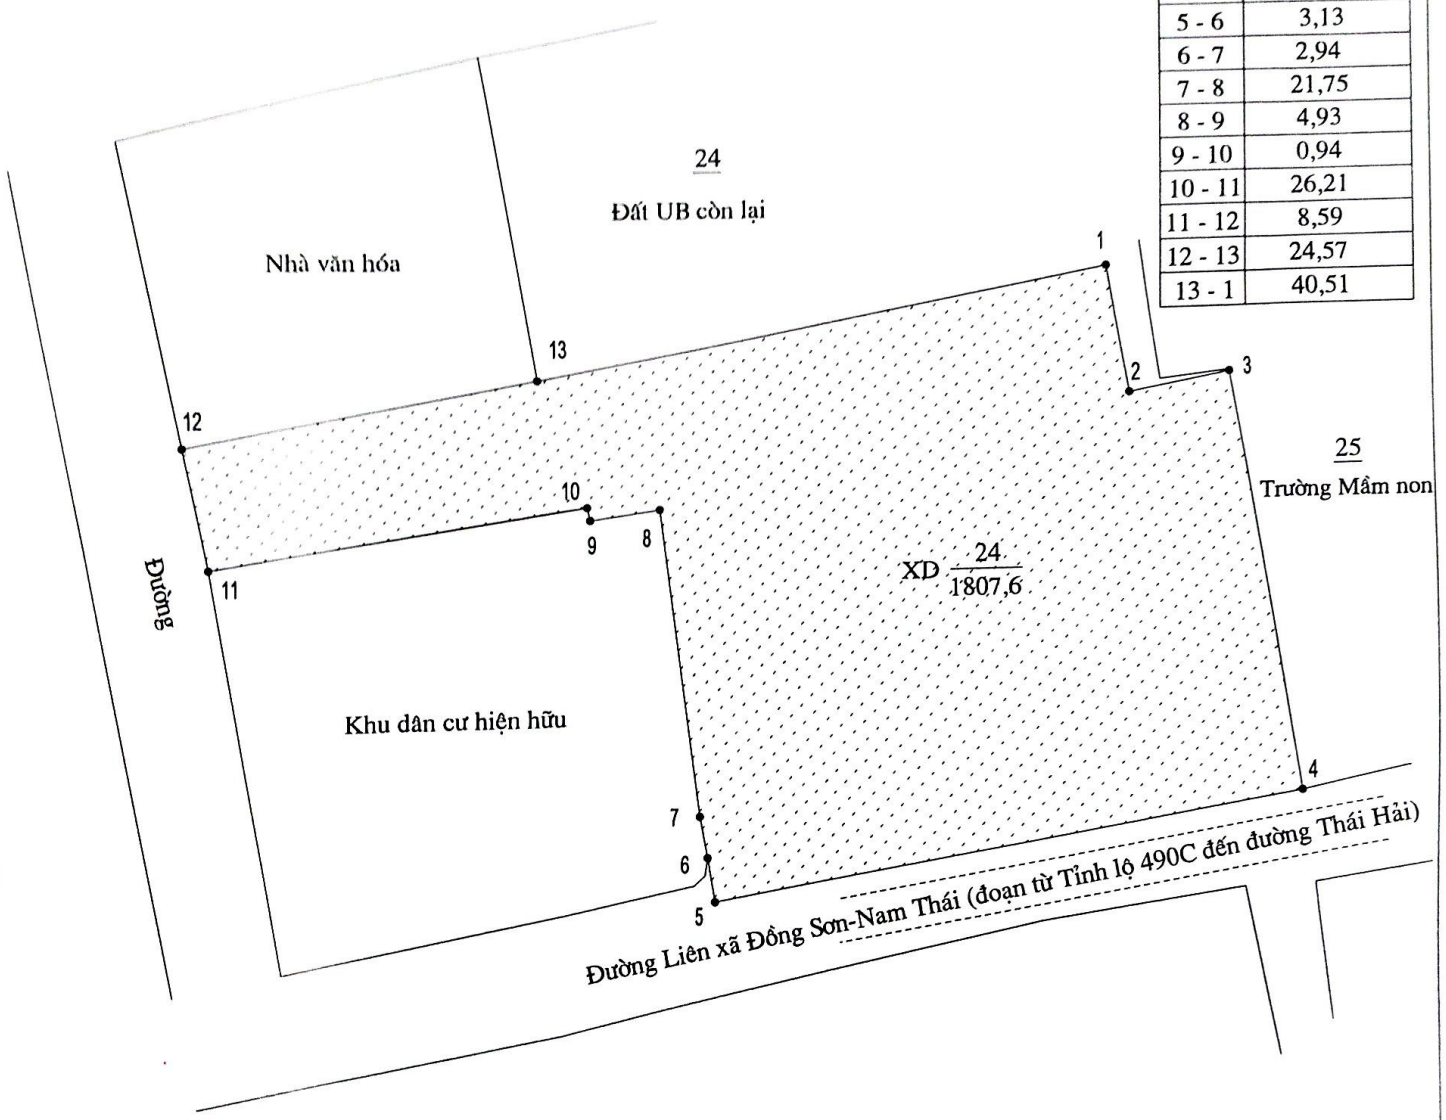 5 - 6 3,13
6 - 7 2,94
7 - 8 21,75
8 - 9 4,93
9 - 10 0,94
10 - 11 26,21
11 - 12 8,59
12 - 13 24,57
13 - 1 40,51
24
Đất UB còn lại
Nhà văn hóa
1
13
2
3
12
25
Trường Mầm non
10
9
8
XD 24
1807,6
Đường
11
Khu dân cư hiện hữu
4
7
6
5
Đường Liên xã Đồng Sơn-Nam Thái (đoạn từ Tỉnh lộ 490C đến đường Thái Hải)